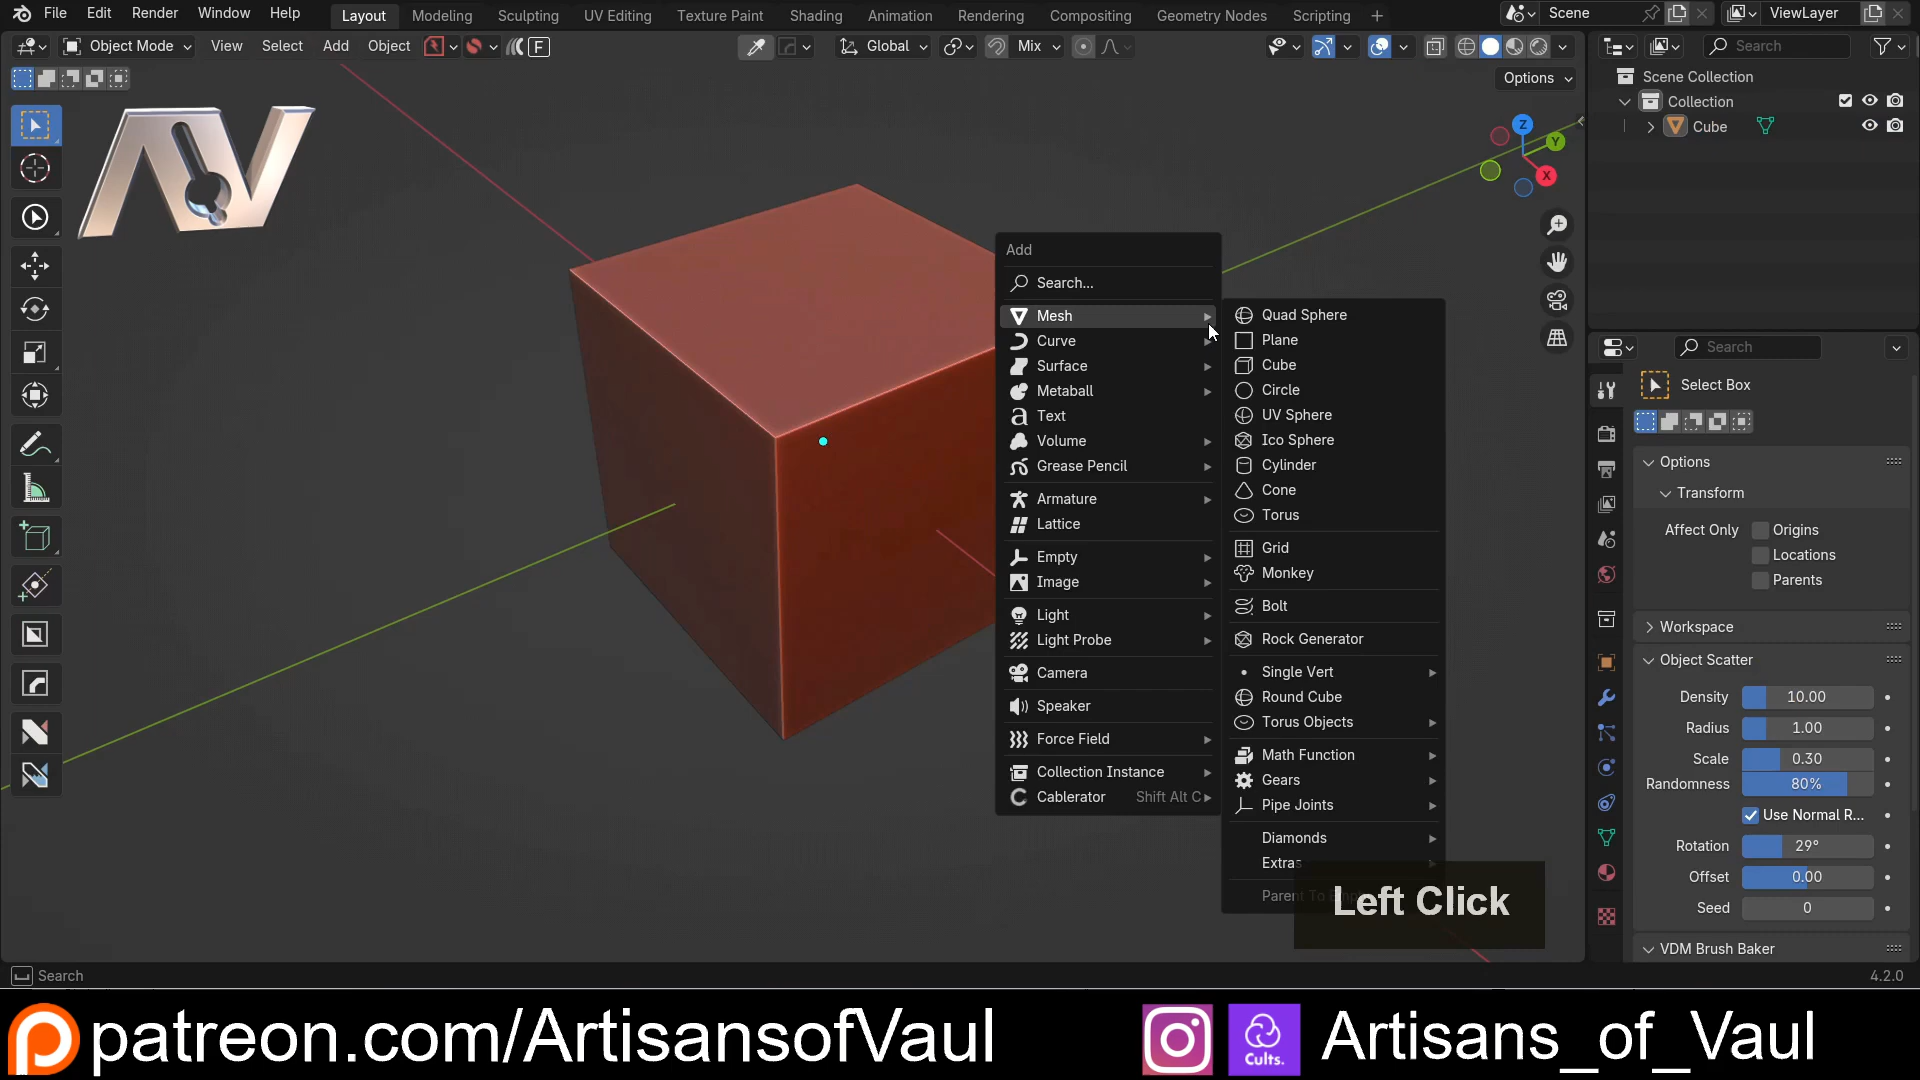 File Edit Render Window Help Layout Modeling Sculpting UV Editing Texture Paint Shading Animation Rendering Compositing Geometry Nodes Scripting + Scene ViewLayer
Object Mode View Select Add Object F Global Mix Search
Options
Scene Collection
Collection
Cube
Z
Y
X
AV
Add
Search...
Mesh
Curve
Surface
Metaball
Text
Volume
Grease Pencil
Armature
Lattice
Empty
Image
Light
Light Probe
Camera
Speaker
Force Field
Collection Instance
Cablerator Shift Alt C
Quad Sphere
Plane
Cube
Circle
UV Sphere
Ico Sphere
Cylinder
Cone
Torus
Grid
Monkey
Bolt
Rock Generator
Single Vert
Round Cube
Torus Objects
Math Function
Gears
Pipe Joints
Diamonds
Extras
Parent To
Left Click
Search
Select Box
Options
Transform
Affect Only Origins
Locations
Parents
Workspace
Object Scatter
Density 10.00
Radius 1.00
Scale 0.30
Randomness 80%
Use Normal R...
Rotation 29°
Offset 0.00
Seed 0
VDM Brush Baker
Search 4.2.0
patreon.com/ArtisansofVaul Cults. Artisans_of_Vaul